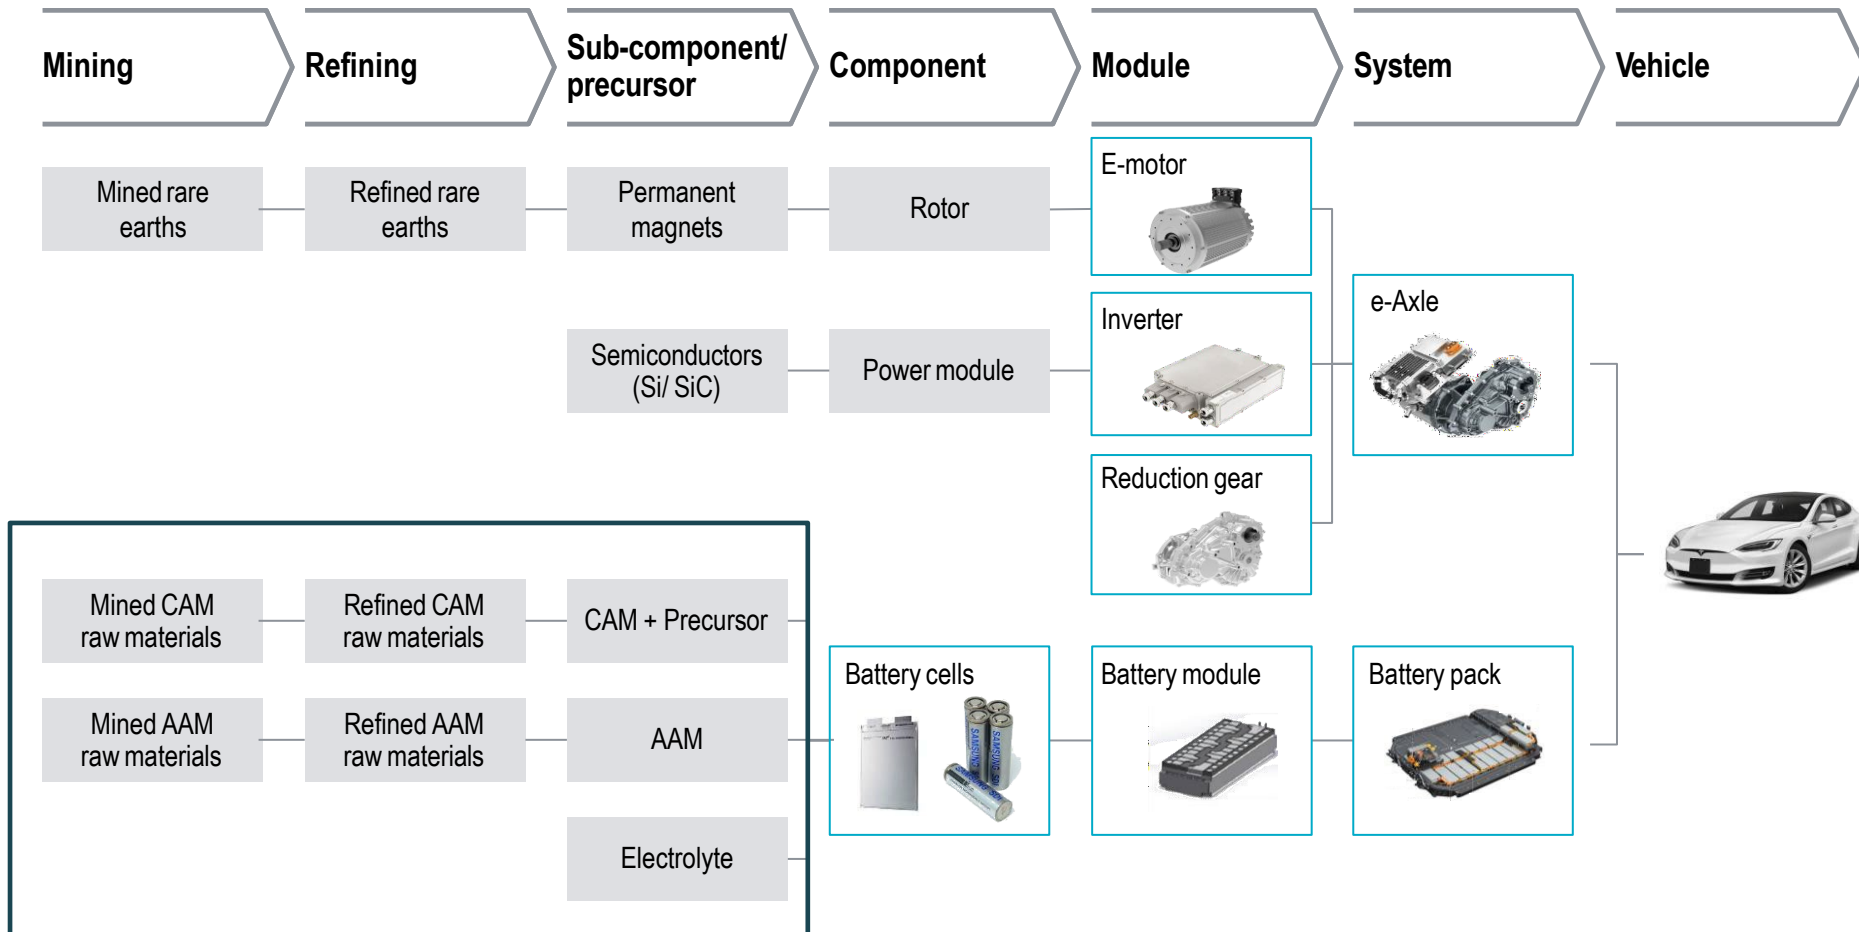 Mining
Refining
Sub-component/
precursor
Component
Module
System
Vehicle
Mined rare
earths
Refined rare
earths
Permanent
magnets
Rotor
E-motor
Semiconductors
(Si/ SiC)
Power module
Inverter
e-Axle
Reduction gear
Mined CAM
raw materials
Refined CAM
raw materials
CAM + Precursor
Mined AAM
raw materials
Refined AAM
raw materials
AAM
Electrolyte
Battery cells
SAMSUNG
SAMSUNG SDI
Battery module
Battery pack